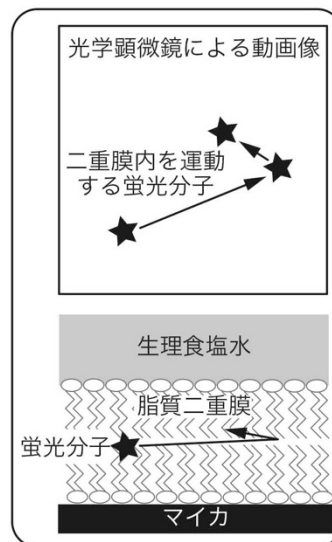 光学顕微鏡による動画像
二重膜内を運動
する蛍光分子
生理食塩水
脂質二重膜
蛍光分子
マイカ